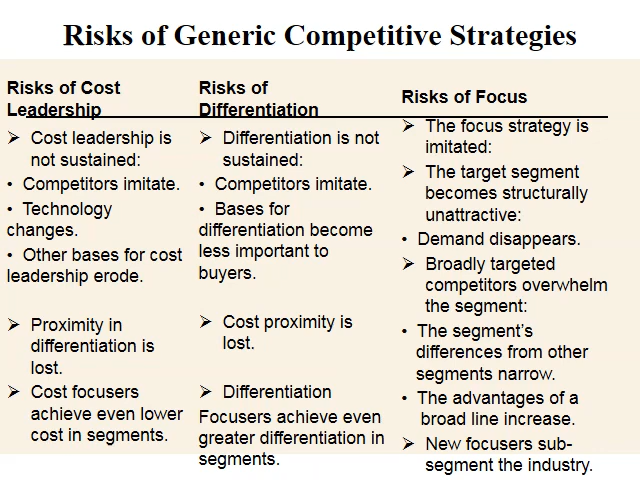 Risks of Generic Competitive Strategies
Risks of Cost
Leadership
➢ Cost leadership is
not sustained:
• Competitors imitate.
• Technology
changes.
• Other bases for cost
leadership erode.
➢ Proximity in
differentiation is
lost.
➢ Cost focusers
achieve even lower
cost in segments.
Risks of
Differentiation
➢ Differentiation is not
sustained:
• Competitors imitate.
• Bases for
differentiation become
less important to
buyers.
➢ Cost proximity is
lost.
➢ Differentiation
Focusers achieve even
greater differentiation in
segments.
Risks of Focus
➢ The focus strategy is
imitated:
➢ The target segment
becomes structurally
unattractive:
• Demand disappears.
➢ Broadly targeted
competitors overwhelm
the segment:
• The segment's
differences from other
segments narrow.
• The advantages of a
broad line increase.
➢ New focusers sub-
segment the industry.